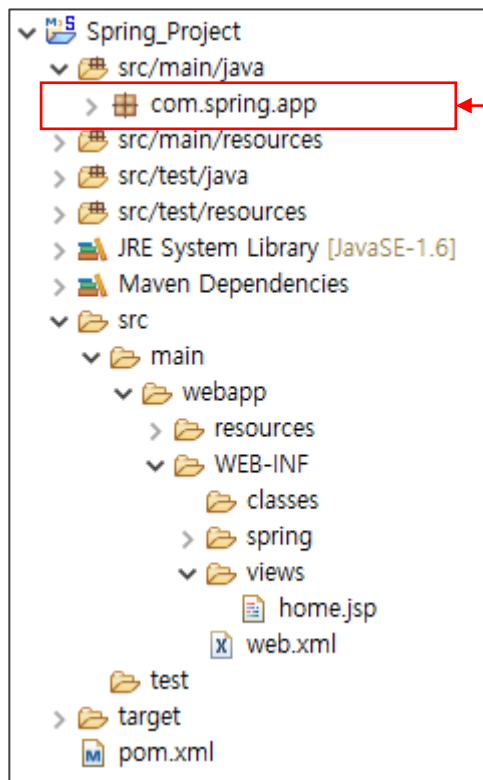 Spring_Project
src/main/java
com.spring.app
src/main/resources
src/test/java
src/test/resources
JRE System Library [JavaSE-1.6]
Maven Dependencies
src
main
webapp
resources
WEB-INF
classes
spring
views
home.jsp
web.xml
test
target
pom.xml